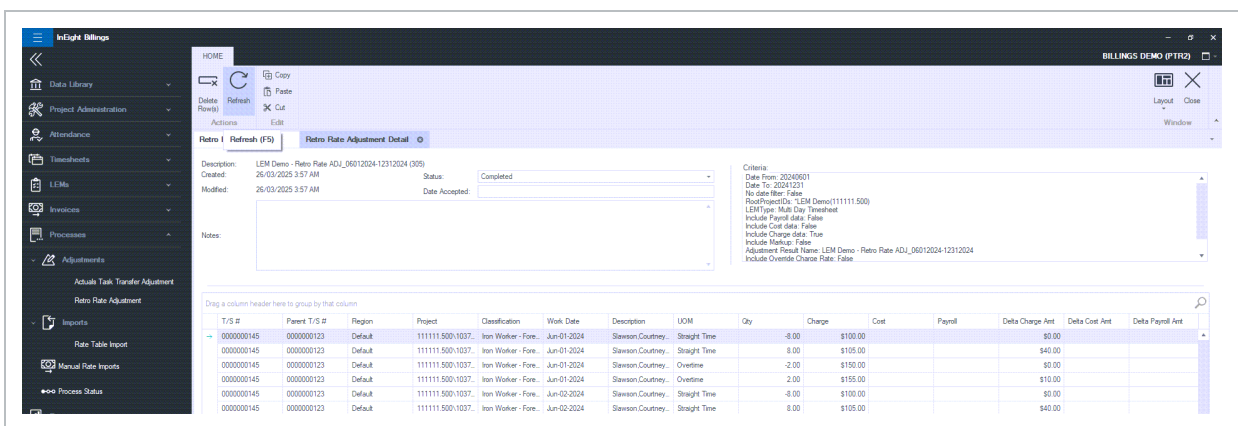 InEight Billings
HOME
BILLINGS DEMO (PTR2)
Data Library
Project Administration
Attendance
Timesheets
LEMs
Invoices
Processes
Adjustments
Actuals Task Transfer Adjustment
Retro Rate Adjustment
Imports
Rate Table Import
Manual Rate Imports
Process Status
Delete Row(s)
Refresh
Copy
Paste
Cut
Layout
Close
Actions
Edit
Window
Retro
Refresh (F5)
Retro Rate Adjustment Detail
Description: LEM Demo - Retro Rate ADJ_06012024-12312024 (305)
Created: 26/03/2025 3:57 AM
Status: Completed
Modified: 26/03/2025 3:57 AM
Date Accepted:
Notes:
Criteria:
Date From: 20240601
Date To: 20241231
No date filter: False
RootProjectIDs: *LEM Demo(111111.500)
LEMType: Multi Day Timesheet
Include Payroll data: False
Include Cost data: False
Include Charge data: True
Include Markup: False
Adjustment Result Name: LEM Demo - Retro Rate ADJ_06012024-12312024
Include Override Charge Rate: False
Drag a column header here to group by that column
T/S # Parent T/S # Region Project Classification Work Date Description UOM Qty Charge Cost Payroll Delta Charge Amt Delta Cost Amt Delta Payroll Amt
0000000145 0000000123 Default 111111.500\1037... Iron Worker - Fore... Jun-01-2024 Slawson,Courtney... Straight Time -8.00 $100.00 $0.00
0000000145 0000000123 Default 111111.500\1037... Iron Worker - Fore... Jun-01-2024 Slawson,Courtney... Straight Time 8.00 $105.00 $40.00
0000000145 0000000123 Default 111111.500\1037... Iron Worker - Fore... Jun-01-2024 Slawson,Courtney... Overtime -2.00 $150.00 $0.00
0000000145 0000000123 Default 111111.500\1037... Iron Worker - Fore... Jun-01-2024 Slawson,Courtney... Overtime 2.00 $155.00 $10.00
0000000145 0000000123 Default 111111.500\1037... Iron Worker - Fore... Jun-02-2024 Slawson,Courtney... Straight Time -8.00 $100.00 $0.00
0000000145 0000000123 Default 111111.500\1037... Iron Worker - Fore... Jun-02-2024 Slawson,Courtney... Straight Time 8.00 $105.00 $40.00